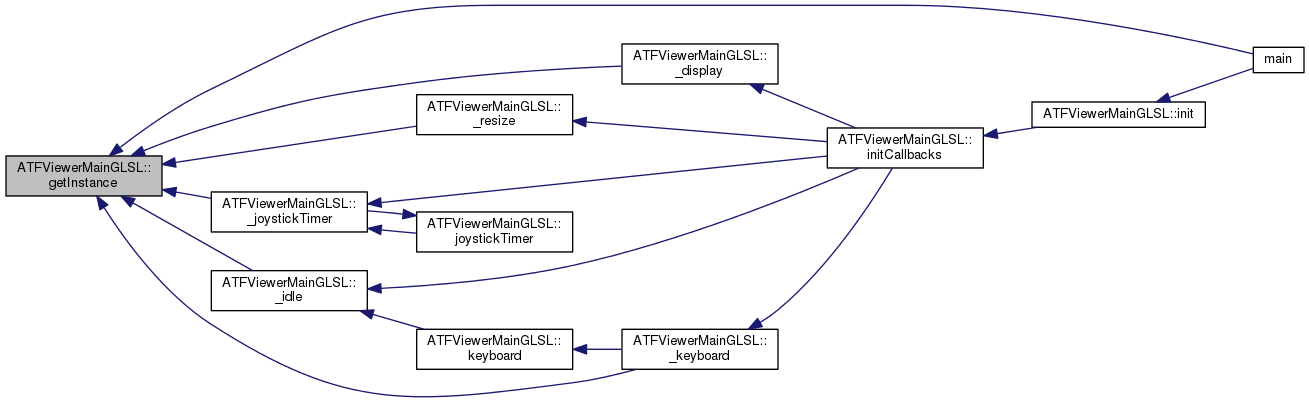 ATFViewerMainGLSL::
getInstance
main
ATFViewerMainGLSL::
_display
ATFViewerMainGLSL::
_resize
ATFViewerMainGLSL::init
ATFViewerMainGLSL::
initCallbacks
ATFViewerMainGLSL::
_joystickTimer
ATFViewerMainGLSL::
joystickTimer
ATFViewerMainGLSL::
_idle
ATFViewerMainGLSL::
keyboard
ATFViewerMainGLSL::
_keyboard